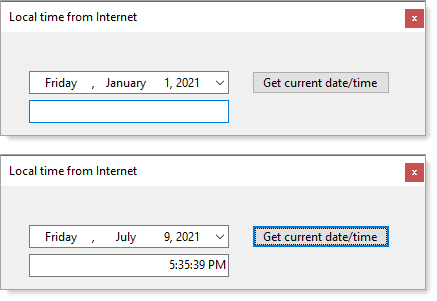 Local time from Internet
x
Friday , January 1, 2021
Get current date/time
Local time from Internet
x
Friday , July 9, 2021
Get current date/time
5:35:39 PM